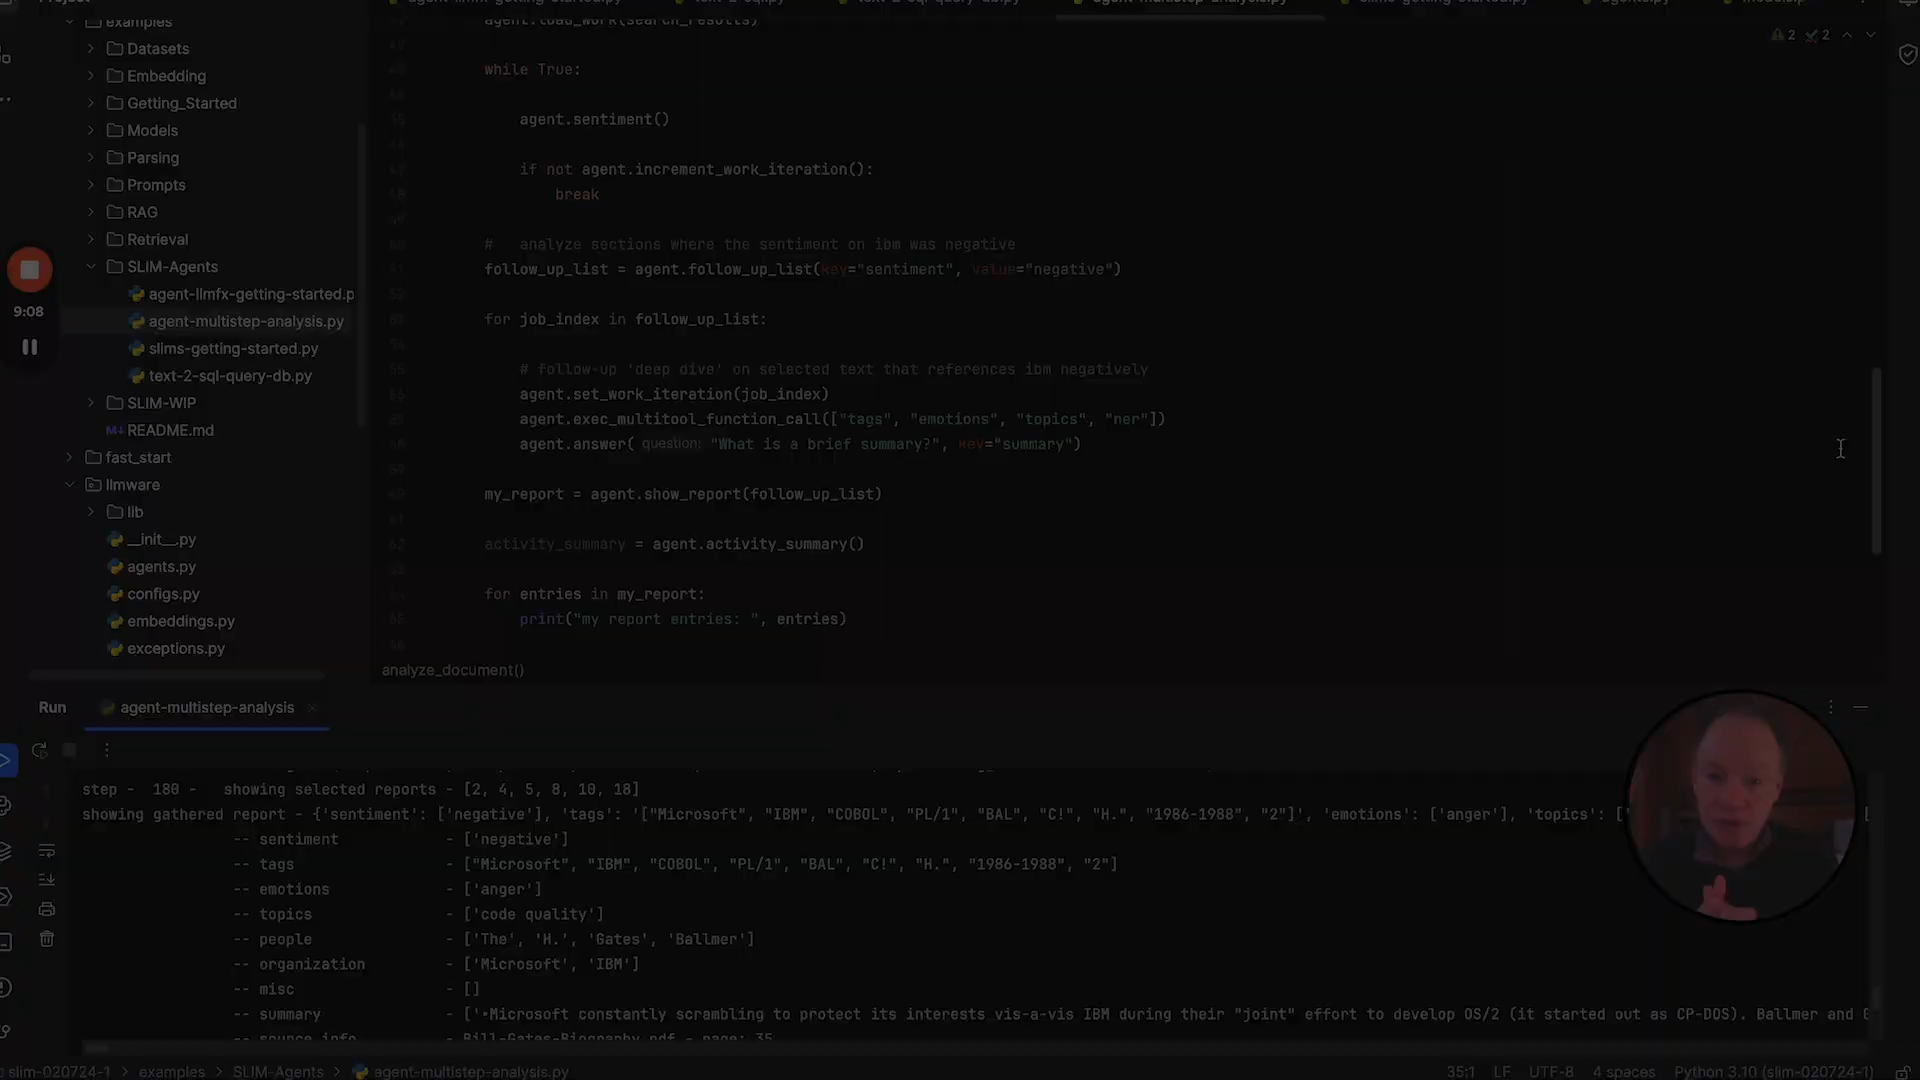 examples
Datasets
Embedding
Getting_Started
Models
Parsing
Prompts
RAG
Retrieval
SLIM-Agents
agent-llmfx-getting-started.p
agent-multistep-analysis.py
slims-getting-started.py
text-2-sql-query-db.py
SLIM-WIP
README.md
fast_start
llmware
lib
__init__.py
agents.py
configs.py
embeddings.py
exceptions.py
9:08
agent.load_work(search_results)
2 2
while True:
agent.sentiment()
if not agent.increment_work_iteration():
break
# analyze sections where the sentiment on ibm was negative
follow_up_list = agent.follow_up_list(key="sentiment", value="negative")
for job_index in follow_up_list:
# follow-up 'deep dive' on selected text that references ibm negatively
agent.set_work_iteration(job_index)
agent.exec_multitool_function_call(["tags", "emotions", "topics", "ner"])
agent.answer( question: "What is a brief summary?", key="summary")
my_report = agent.show_report(follow_up_list)
activity_summary = agent.activity_summary()
for entries in my_report:
print("my report entries: ", entries)
analyze_document()
Run agent-multistep-analysis
step - 180 - showing selected reports - [2, 4, 5, 8, 10, 18]
showing gathered report - {'sentiment': ['negative'], 'tags': '["Microsoft", "IBM", "COBOL", "PL/1", "BAL", "C!", "H.", "1986-1988", "2"]', 'emotions': ['anger'], 'topics': ['
-- sentiment - ['negative']
-- tags - ["Microsoft", "IBM", "COBOL", "PL/1", "BAL", "C!", "H.", "1986-1988", "2"]
-- emotions - ['anger']
-- topics - ['code quality']
-- people - ['The', 'H.', 'Gates', 'Ballmer']
-- organization - ['Microsoft', 'IBM']
-- misc - []
-- summary - ['•Microsoft constantly scrambling to protect its interests vis-a-vis IBM during their "joint" effort to develop OS/2 (it started out as CP-DOS). Ballmer and
-- source_info - Bill-Gates-Biography.pdf - page: 35
slim-020724-1 > examples > SLIM-Agents > agent-multistep-analysis.py
35:1 LF UTF-8 4 spaces Python 3.10 (slim-020724-1)